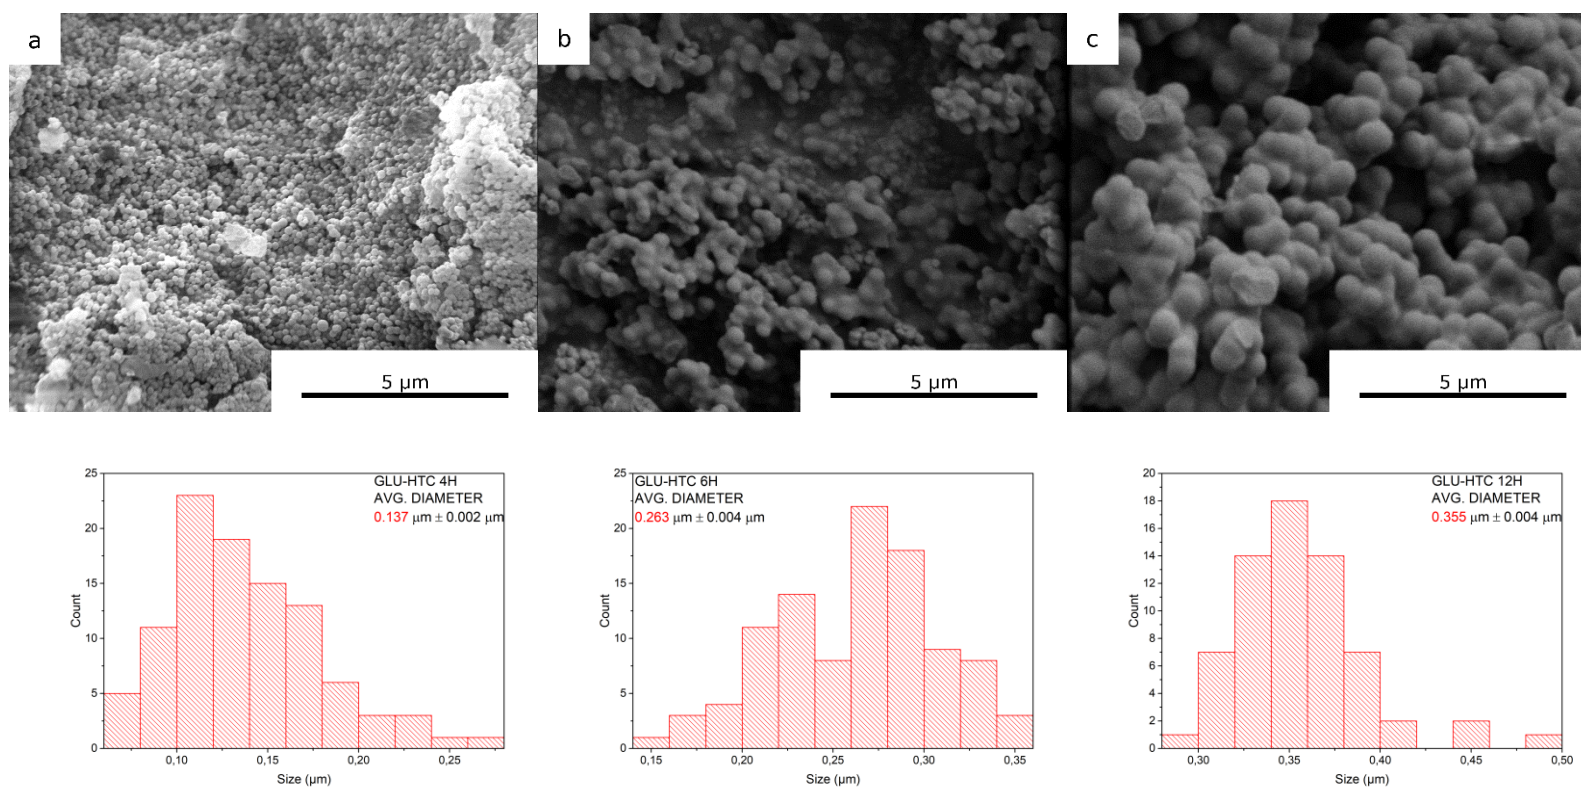 a
b
c
5 µm
5 µm
5 µm
GLU-HTC 4H
AVG. DIAMETER
0.137 µm ± 0.002 µm
25
20
15
10
5
0
Count
0,10
0,15
0,20
0,25
Size (µm)
GLU-HTC 6H
AVG. DIAMETER
0.263 µm ± 0.004 µm
25
20
15
10
5
0
Count
0,15
0,20
0,25
0,30
0,35
Size (µm)
GLU-HTC 12H
AVG. DIAMETER
0.355 µm ± 0.004 µm
20
18
16
14
12
10
8
6
4
2
0
Count
0,30
0,35
0,40
0,45
0,50
Size (µm)